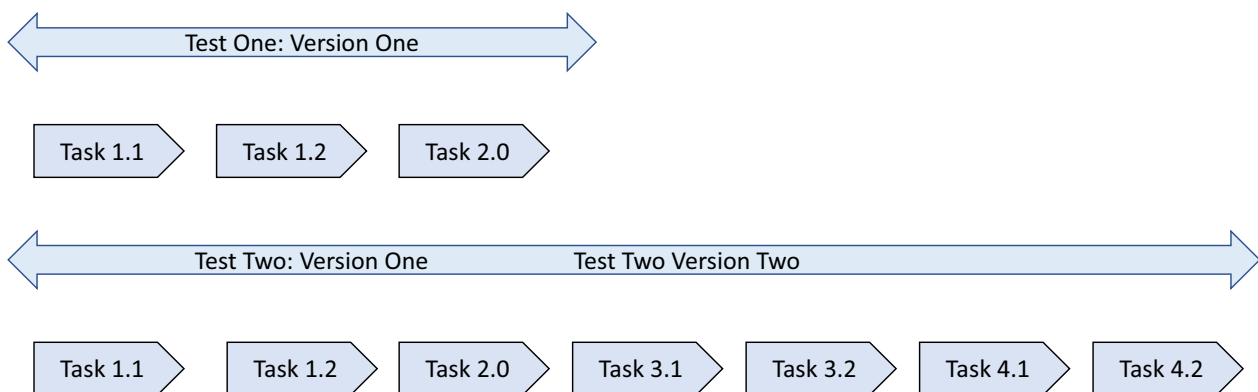 Test One: Version One
Task 1.1 Task 1.2 Task 2.0
Test Two: Version One Test Two Version Two
Task 1.1 Task 1.2 Task 2.0 Task 3.1 Task 3.2 Task 4.1 Task 4.2